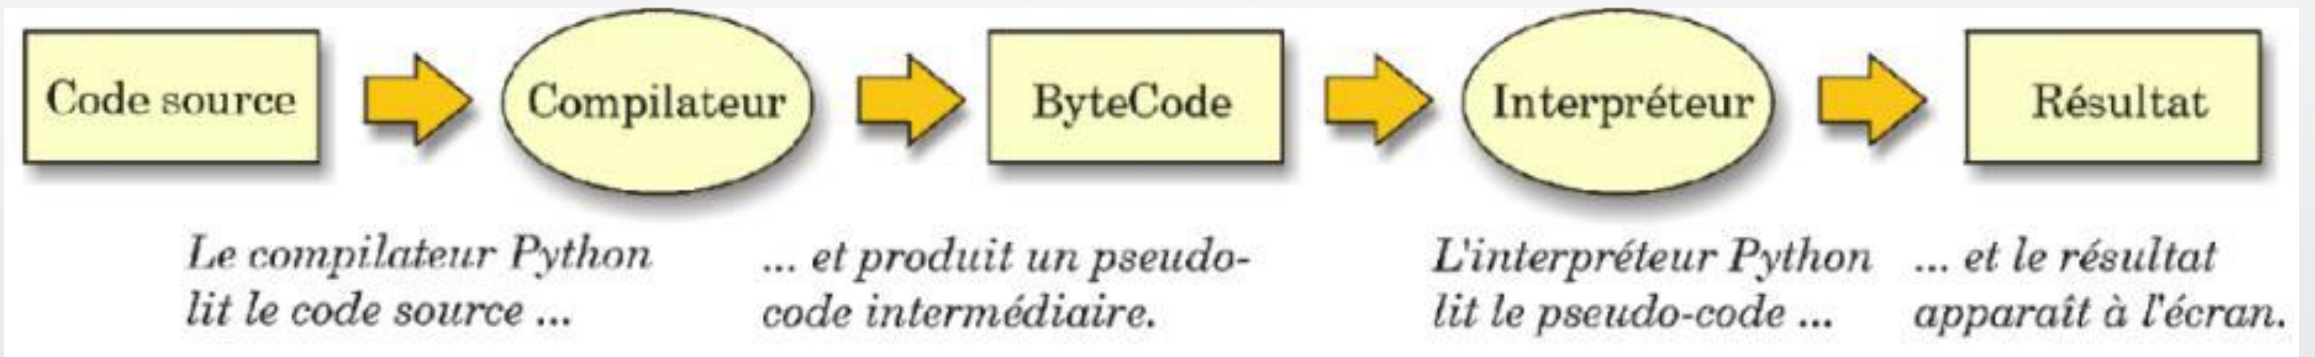 Code source
Compilateur
ByteCode
Interpréteur
Résultat
Le compilateur Python
lit le code source ...
... et produit un pseudo-
code intermédiaire.
L'interpréteur Python
lit le pseudo-code ...
... et le résultat
apparaît à l'écran.